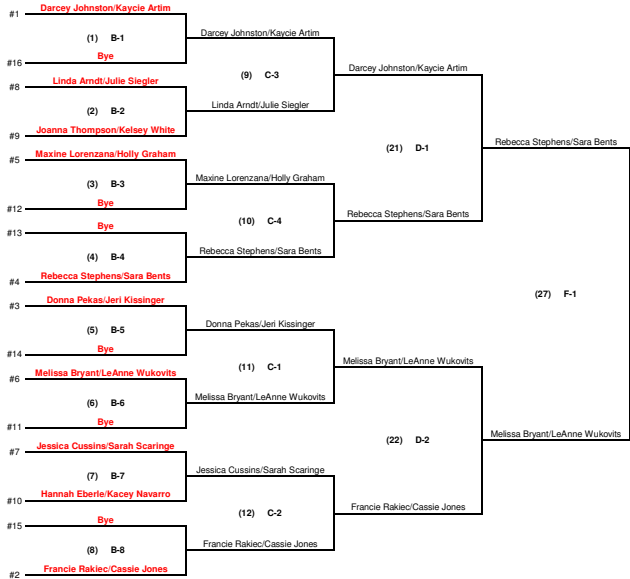 #1 Darcey Johnston/Kaycie Artim
(1) B-1
Darcey Johnston/Kaycie Artim
#16 Bye
(9) C-3
Darcey Johnston/Kaycie Artim
#8 Linda Arndt/Julie Siegler
(2) B-2
Linda Arndt/Julie Siegler
#9 Joanna Thompson/Kelsey White
(21) D-1
Rebecca Stephens/Sara Bents
#5 Maxine Lorenzana/Holly Graham
(3) B-3
Maxine Lorenzana/Holly Graham
#12 Bye
(10) C-4
Rebecca Stephens/Sara Bents
#13 Bye
(4) B-4
Rebecca Stephens/Sara Bents
#4 Rebecca Stephens/Sara Bents
(27) F-1
#3 Donna Pekas/Jeri Kissinger
(5) B-5
Donna Pekas/Jeri Kissinger
#14 Bye
(11) C-1
Melissa Bryant/LeAnne Wukovits
#6 Melissa Bryant/LeAnne Wukovits
(6) B-6
Melissa Bryant/LeAnne Wukovits
#11 Bye
(22) D-2
Melissa Bryant/LeAnne Wukovits
#7 Jessica Cussins/Sarah Scaringe
(7) B-7
Jessica Cussins/Sarah Scaringe
#10 Hannah Eberle/Kacey Navarro
(12) C-2
Francie Rakiec/Cassie Jones
#15 Bye
(8) B-8
Francie Rakiec/Cassie Jones
#2 Francie Rakiec/Cassie Jones